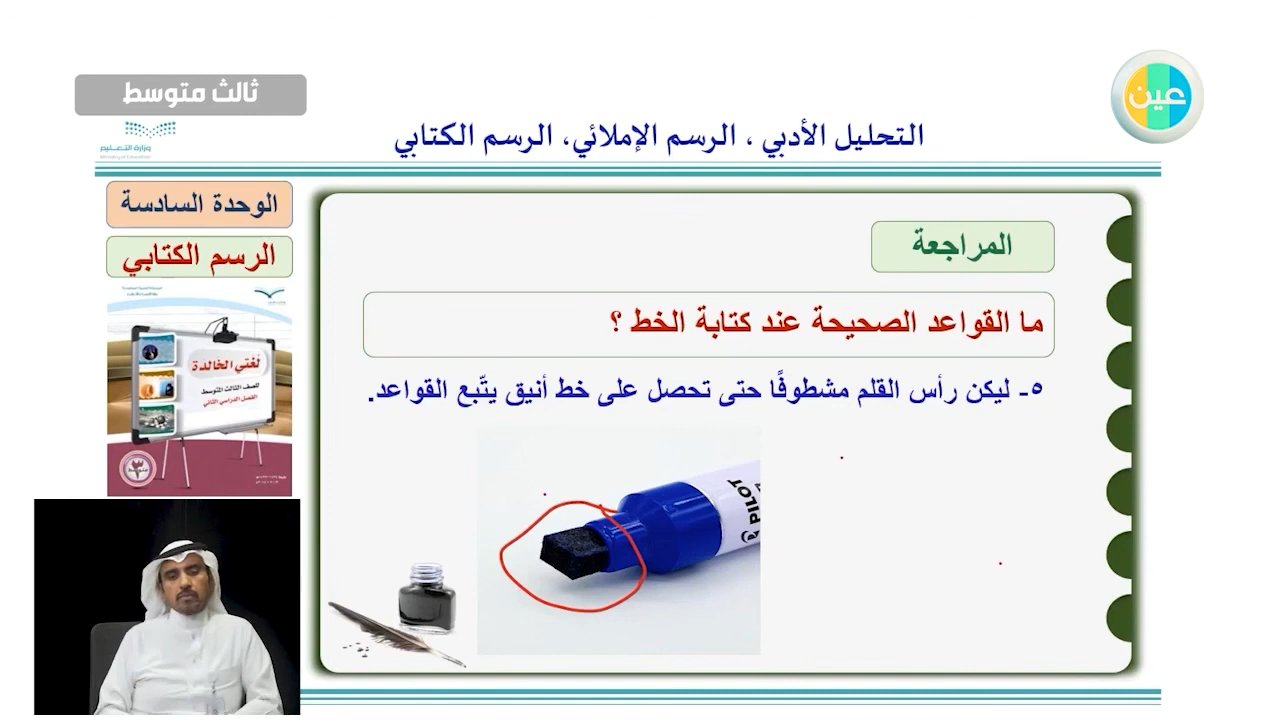 ثالث متوسط
عين
وزارة التعليم
Ministry of Education
التحليل الأدبي ، الرسم الإملائي، الرسم الكتابي
الوحدة السادسة
الرسم الكتابي
المراجعة
ما القواعد الصحيحة عند كتابة الخط ؟
٥- ليكن رأس القلم مشطوفًا حتى تحصل على خط أنيق يتّبع القواعد.
لغتي الخالدة
للصف الثالث المتوسط
الفصل الدراسي الثاني
متوسط
PILOT